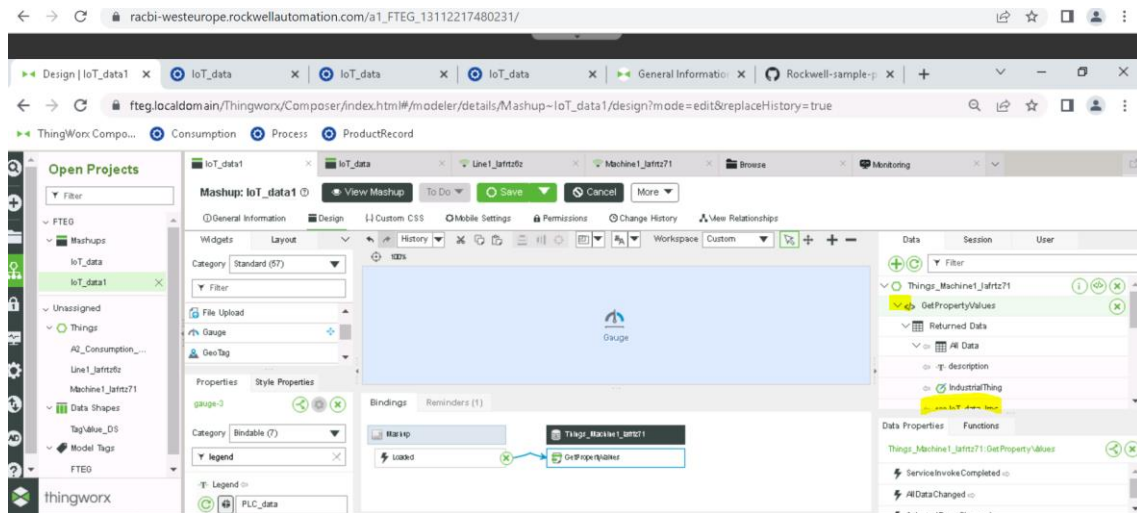 racbi-westeurope.rockwellautomation.com/a1_FTEG_13112217480231/
Design | IoT_data1
IoT_data
IoT_data
IoT_data
General Informatio
Rockwell-sample-p
fteg.localdomain/Thingworx/Composer/index.html#/modeler/details/Mashup~IoT_data1/design?mode=edit&replaceHistory=true
ThingWorx Compo...
Consumption
Process
ProductRecord
Open Projects
Filter
FTEG
Mashups
IoT_data
IoT_data1
Unassigned
Things
A2_Consumption_...
Line1_lafrtz6z
Machine1_lafrtz71
Data Shapes
TagValue_DS
Model Tags
FTEG
thingworx
IoT_data1
IoT_data
Line1_lafrtz6z
Machine1_lafrtz71
Browse
Monitoring
Mashup: IoT_data1
View Mashup
To Do
Save
Cancel
More
General Information
Design
Custom CSS
Mobile Settings
Permissions
Change History
View Relationships
Widgets
Layout
History
Workspace
Custom
100%
Category
Standard (57)
Filter
File Upload
Gauge
GeoTag
Gauge
Properties
Style Properties
gauge-3
Category
Bindable (7)
legend
Legend
PLC_data
Bindings
Reminders (1)
Mashup
Loaded
Things_Machine1_lafrtz71
GetPropertyValues
Data
Session
User
Filter
Things_Machine1_lafrtz71
GetPropertyValues
Returned Data
All Data
description
IndustrialThing
Data Properties
Functions
Things_Machine1_lafrtz71: GetPropertyValues
ServiceInvokeCompleted
AllDataChanged